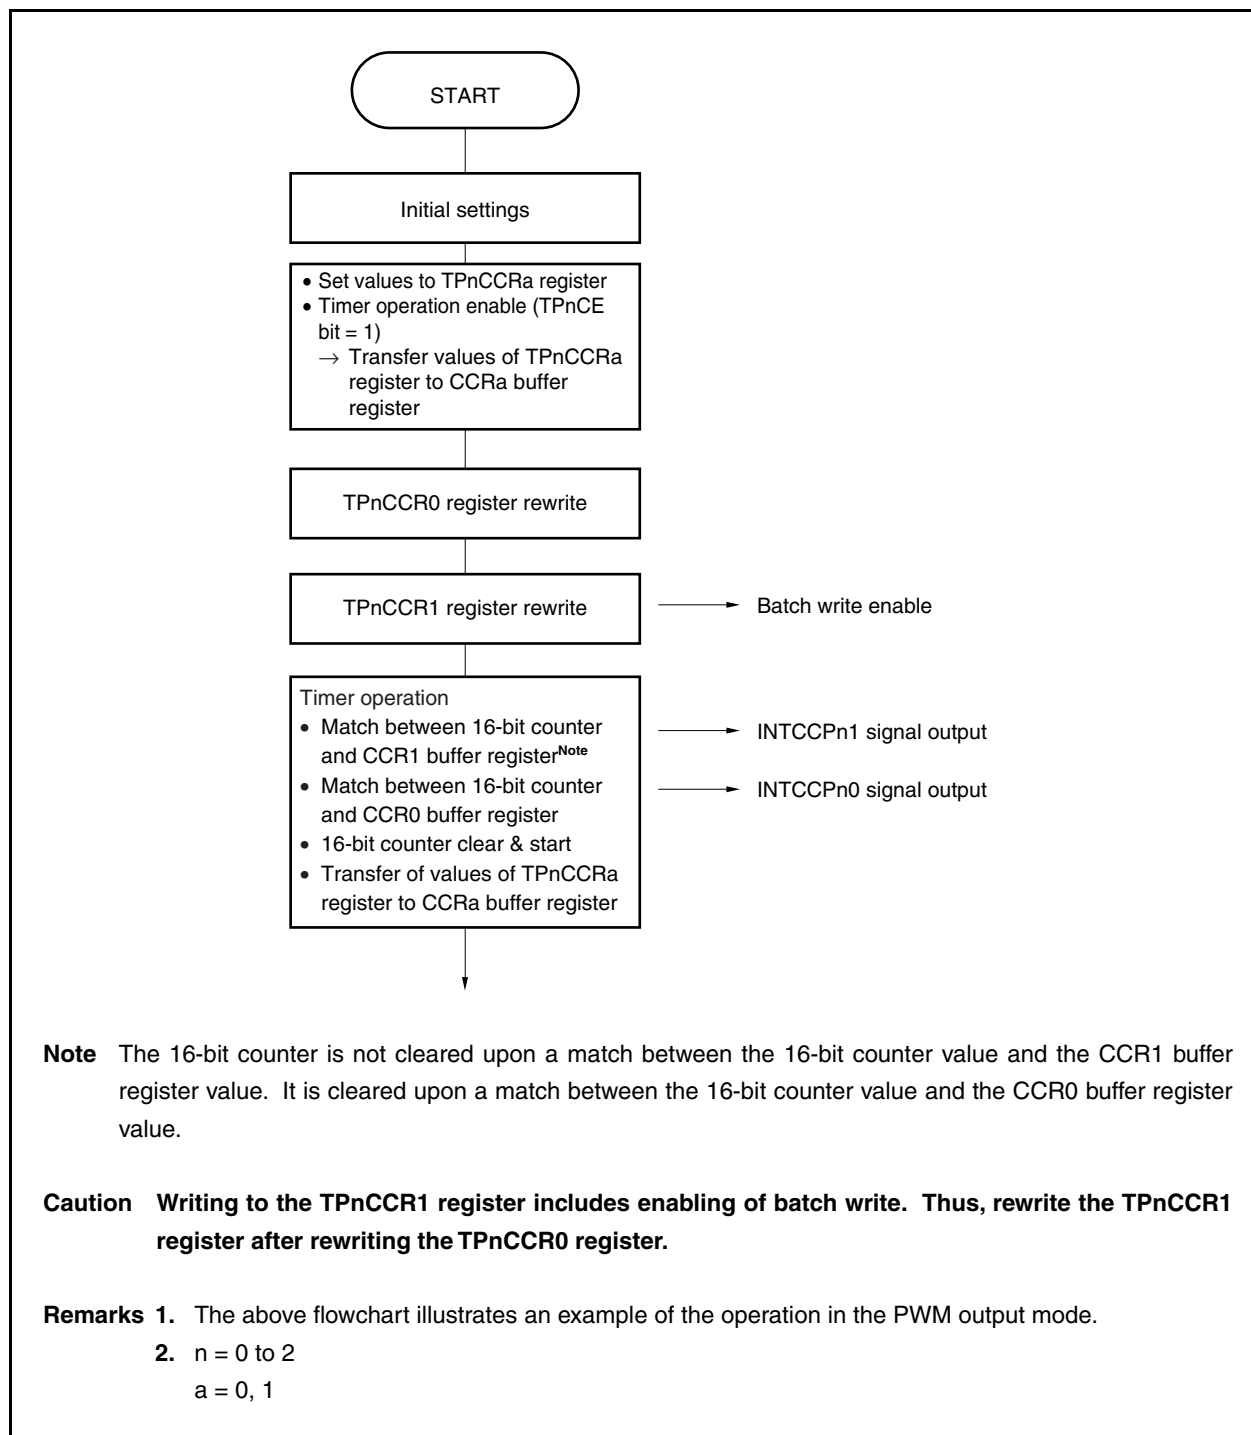 START
Initial settings
• Set values to TPnCCRa register
• Timer operation enable (TPnCE
bit = 1)
→ Transfer values of TPnCCRa
register to CCRa buffer
register
TPnCCR0 register rewrite
TPnCCR1 register rewrite
Batch write enable
Timer operation
• Match between 16-bit counter
and CCR1 buffer registerNote
INTCCPn1 signal output
• Match between 16-bit counter
and CCR0 buffer register
INTCCPn0 signal output
• 16-bit counter clear & start
• Transfer of values of TPnCCRa
register to CCRa buffer register
Note The 16-bit counter is not cleared upon a match between the 16-bit counter value and the CCR1 buffer
register value. It is cleared upon a match between the 16-bit counter value and the CCR0 buffer register
value.
Caution Writing to the TPnCCR1 register includes enabling of batch write. Thus, rewrite the TPnCCR1
register after rewriting the TPnCCR0 register.
Remarks 1. The above flowchart illustrates an example of the operation in the PWM output mode.
2. n = 0 to 2
a = 0, 1